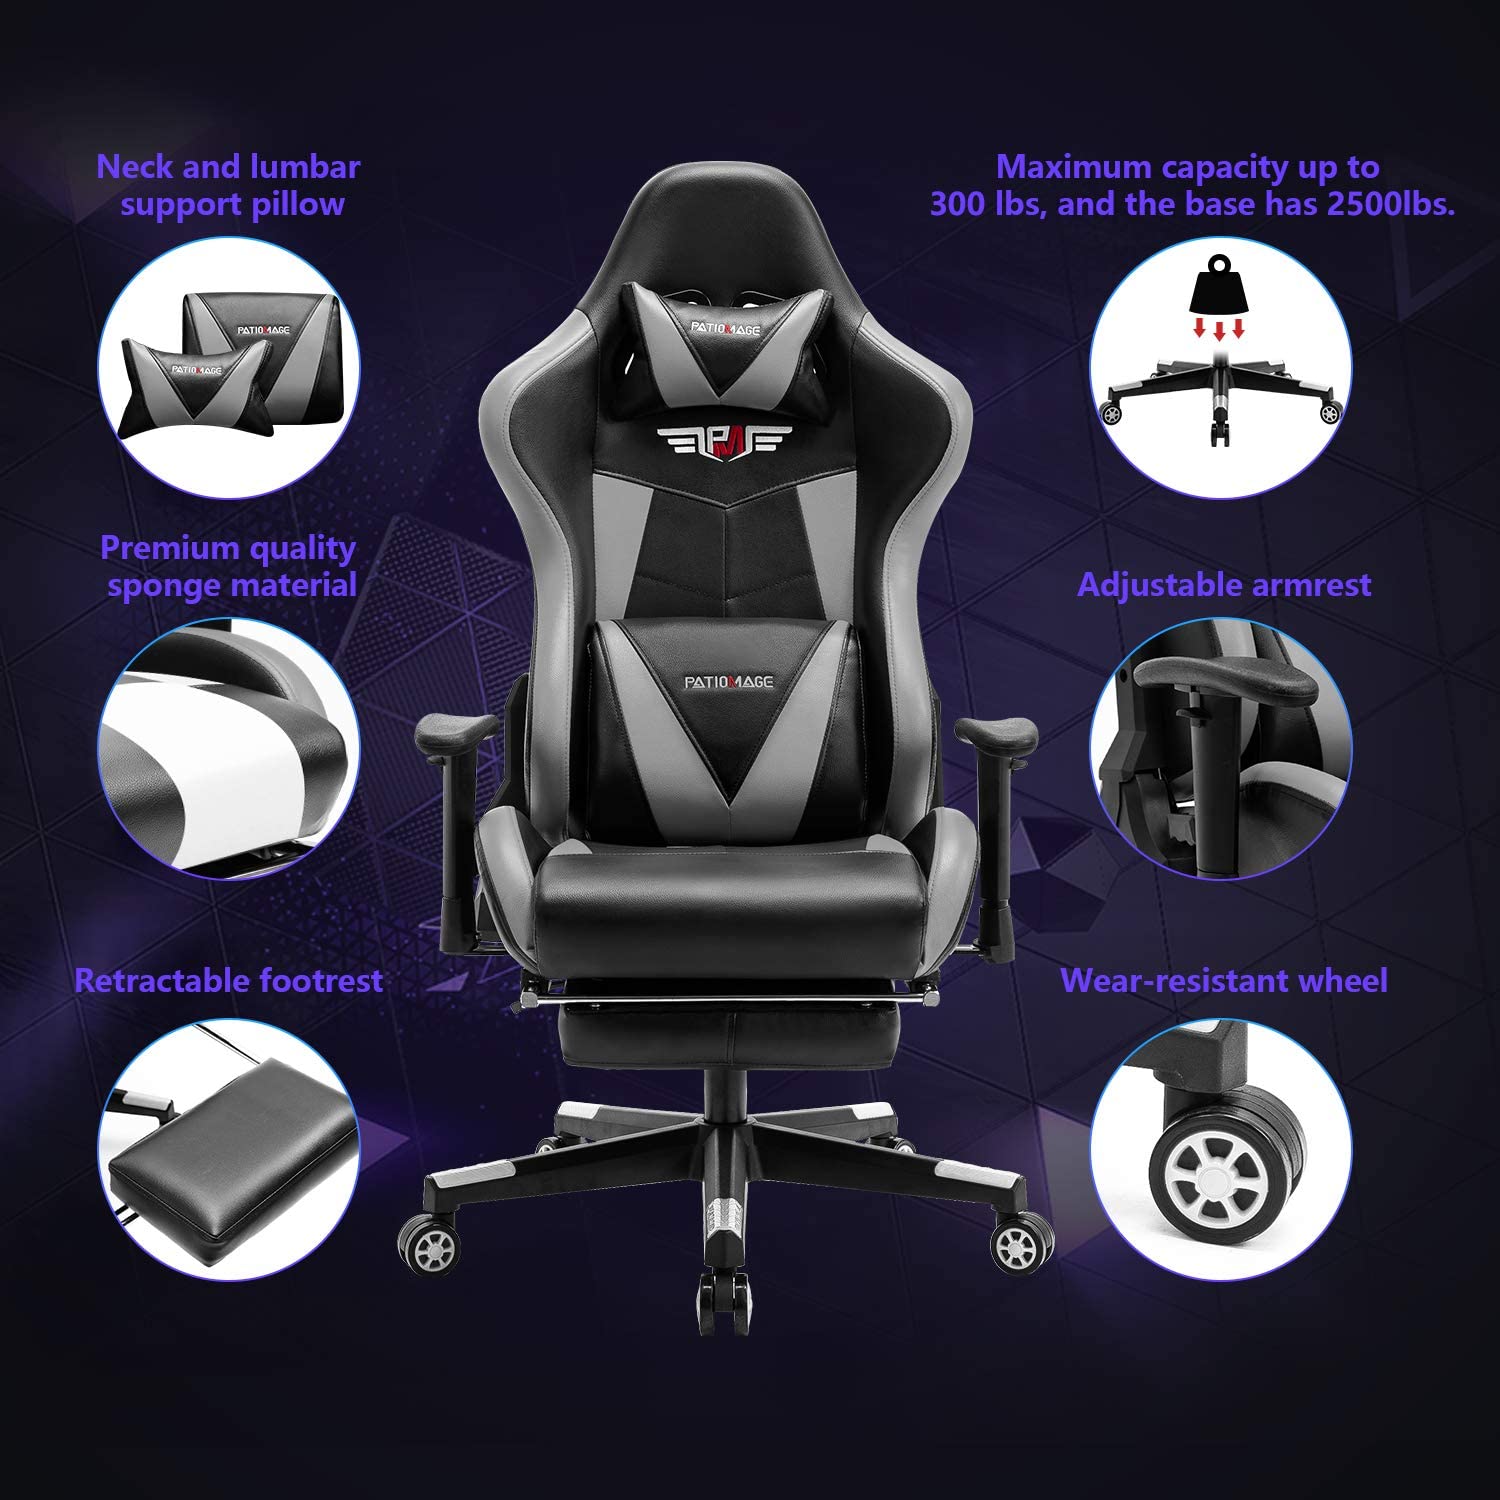 Neck and lumbar
support pillow
PATIOMAGE
PATIOMAGE
Premium quality
sponge material
Retractable footrest
PATIOMAGE
PM
PATIOMAGE
Maximum capacity up to
300 lbs, and the base has 2500lbs.
Adjustable armrest
Wear-resistant wheel